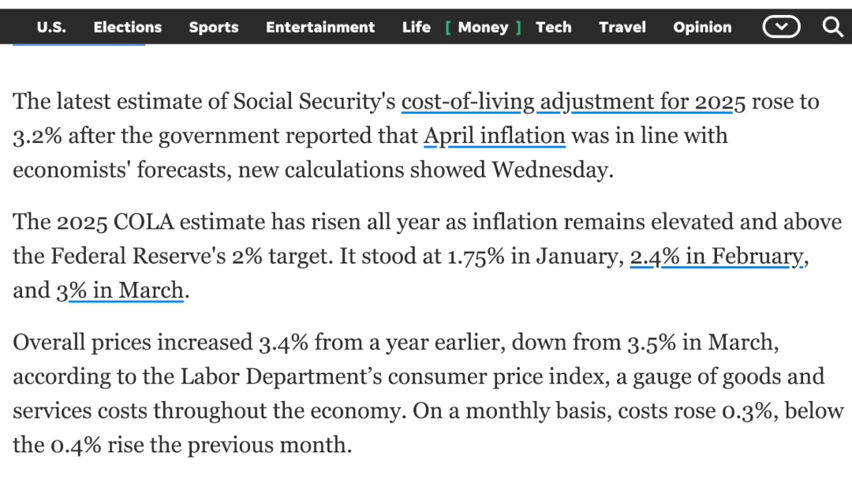 U.S. Elections Sports Entertainment Life [ Money ] Tech Travel Opinion
The latest estimate of Social Security's cost-of-living adjustment for 2025 rose to
3.2% after the government reported that April inflation was in line with
economists' forecasts, new calculations showed Wednesday.
The 2025 COLA estimate has risen all year as inflation remains elevated and above
the Federal Reserve's 2% target. It stood at 1.75% in January, 2.4% in February,
and 3% in March.
Overall prices increased 3.4% from a year earlier, down from 3.5% in March,
according to the Labor Department’s consumer price index, a gauge of goods and
services costs throughout the economy. On a monthly basis, costs rose 0.3%, below
the 0.4% rise the previous month.